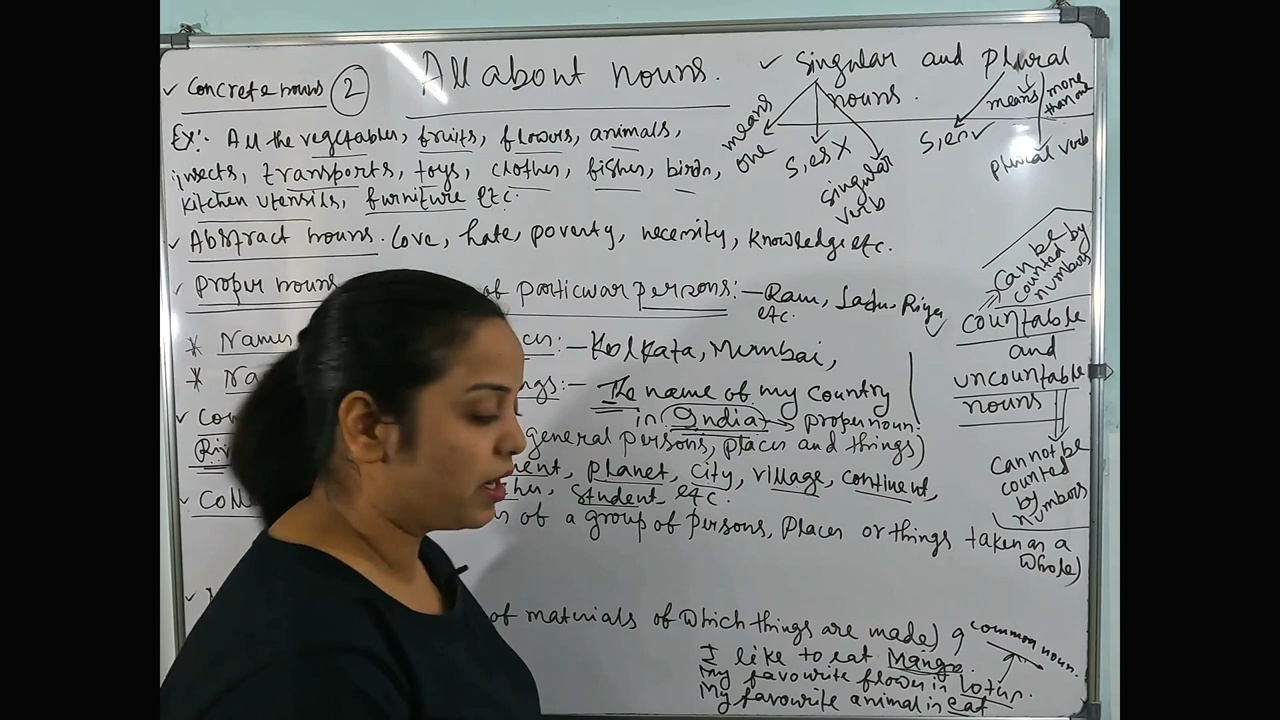 All about nouns.
✓ Concrete nouns ②
Ex:- All the vegetables, fruits, flowers, animals,
insects, transports, toys, clothes, fishes, birds,
kitchen utensils, furniture etc.
✓ Abstract nouns. Love, hate, poverty, necessity, knowledge etc.
✓ Proper nouns of particular persons:- Ram, Sadu, Riya
etc.
* Names :- Kolkata, Mumbai,
* :- The name of my country
is India → proper noun.
general persons, places and things)
planet, city, village, continent,
student etc.
of a group of persons, places or things taken as a
whole)
of materials of which things are made)
I like to eat Mango.
My favourite flower is Lotus.
My favourite animal is cat
common noun.
✓ Singular and plural
nouns.
means
one
s, es X
singular
verb
s, es ✓
means
more
than one
plural verb
can be
counted by
numbers
✓ countable
and
uncountable
nouns
cannot be
counted
by
numbers